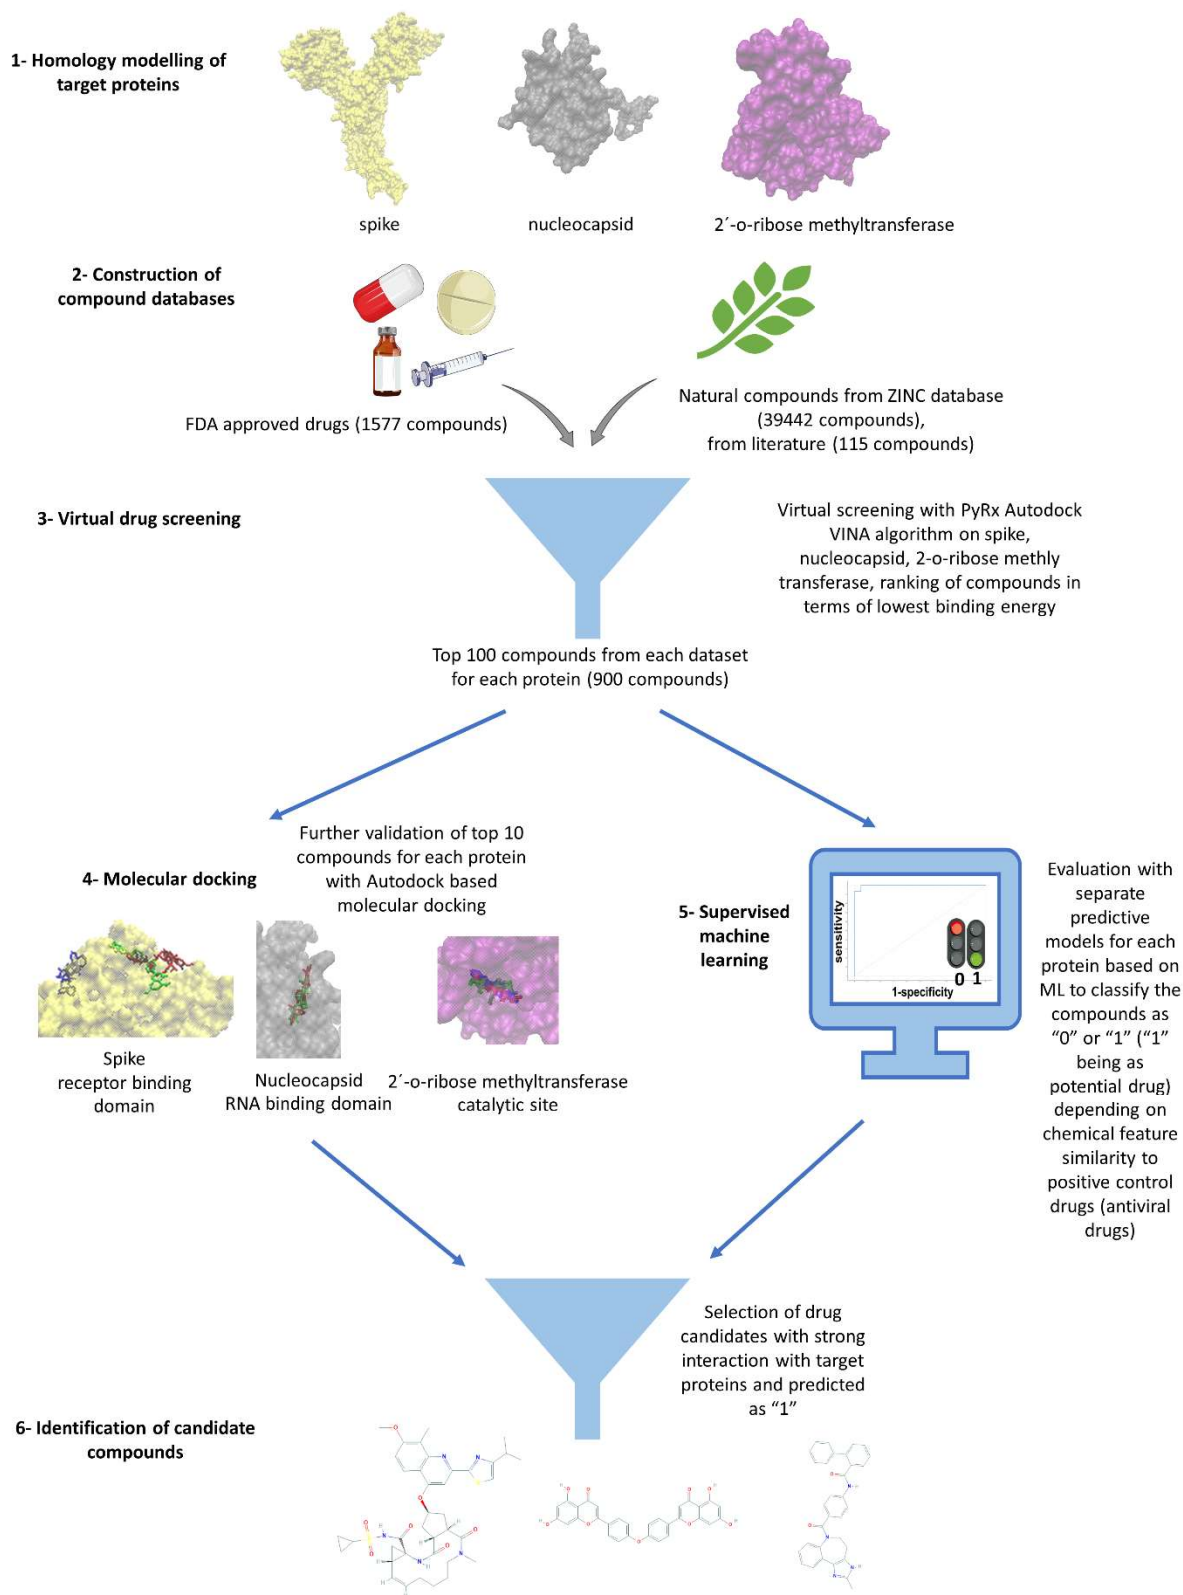 1- Homology modelling of
target proteins
spike
nucleocapsid
2´-o-ribose methyltransferase
2- Construction of
compound databases
FDA approved drugs (1577 compounds)
Natural compounds from ZINC database
(39442 compounds),
from literature (115 compounds)
3- Virtual drug screening
Virtual screening with PyRx Autodock
VINA algorithm on spike,
nucleocapsid, 2-o-ribose methly
transferase, ranking of compounds in
terms of lowest binding energy
Top 100 compounds from each dataset
for each protein (900 compounds)
4- Molecular docking
Further validation of top 10
compounds for each protein
with Autodock based
molecular docking
Spike
receptor binding
domain
Nucleocapsid
RNA binding domain
2´-o-ribose methyltransferase
catalytic site
5- Supervised
machine
learning
sensitivity
0 1
1-specificity
Evaluation with
separate
predictive
models for each
protein based on
ML to classify the
compounds as
“0” or “1” (“1”
being as
potential drug)
depending on
chemical feature
similarity to
positive control
drugs (antiviral
drugs)
Selection of drug
candidates with strong
interaction with target
proteins and predicted
as “1”
6- Identification of candidate
compounds